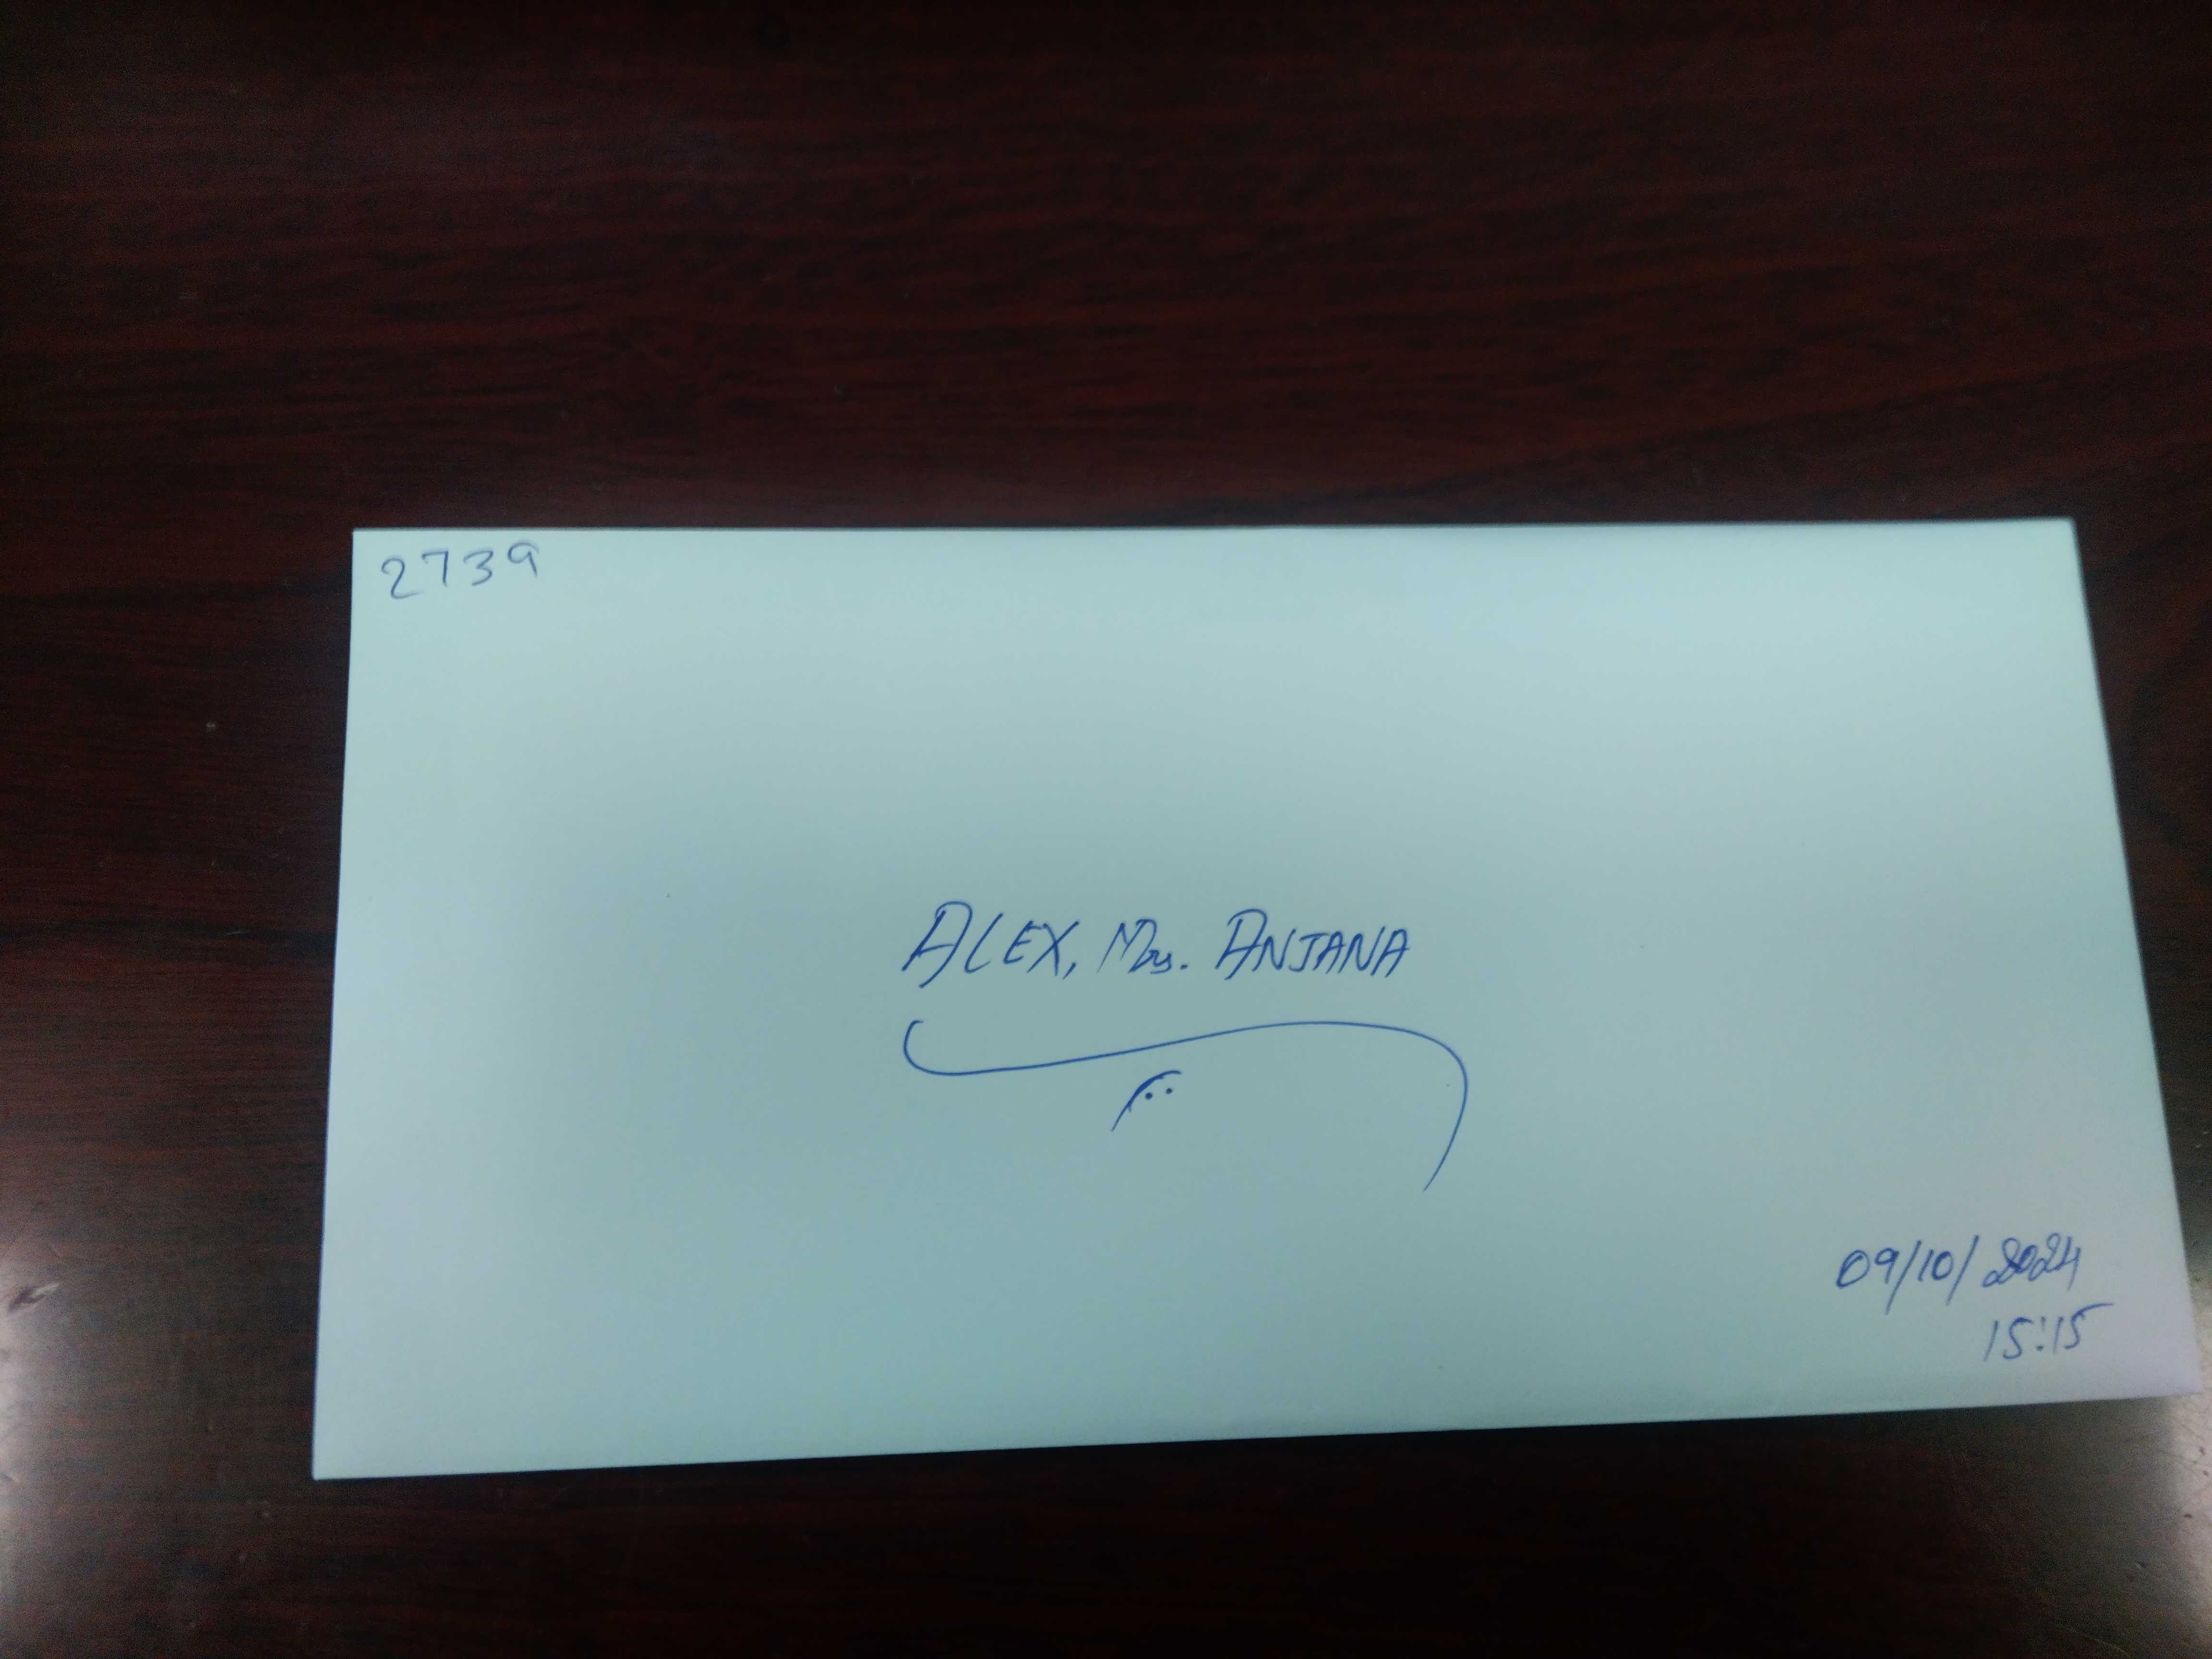 2739
ALEX, Mrs. ANJANA
09/10/2024
15:15